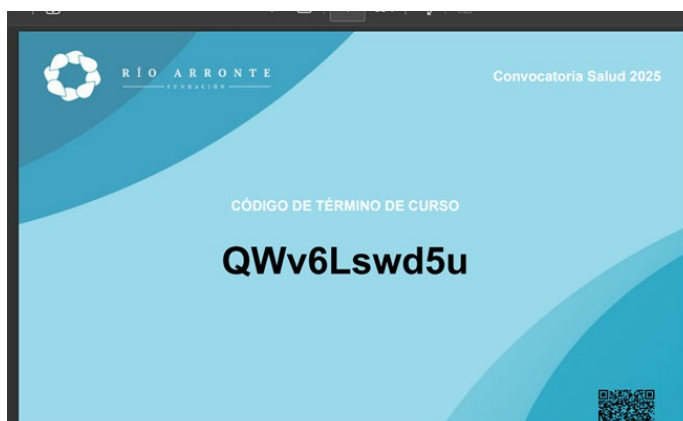 RÍO ARRONTE
FUNDACIÓN
Convocatoria Salud 2025
CÓDIGO DE TÉRMINO DE CURSO
QWv6Lswd5u